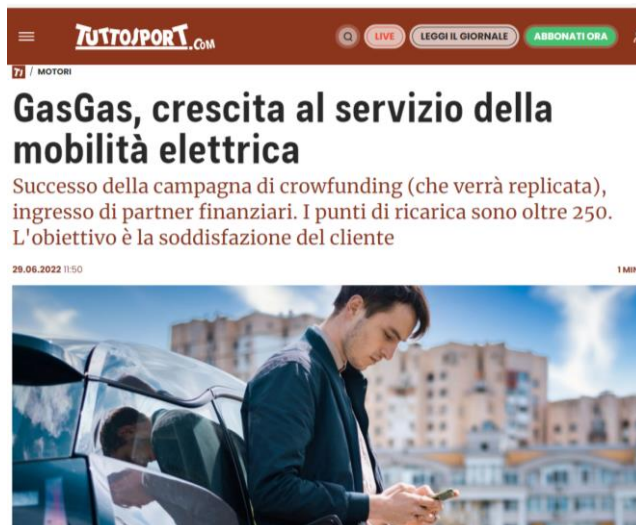 TUTTOSPORT.COM
LIVE
LEGGI IL GIORNALE
ABBONATI ORA
/ MOTORI
GasGas, crescita al servizio della
mobilità elettrica
Successo della campagna di crowfunding (che verrà replicata),
ingresso di partner finanziari. I punti di ricarica sono oltre 250.
L'obiettivo è la soddisfazione del cliente
29.06.2022 11:50
1 MIN